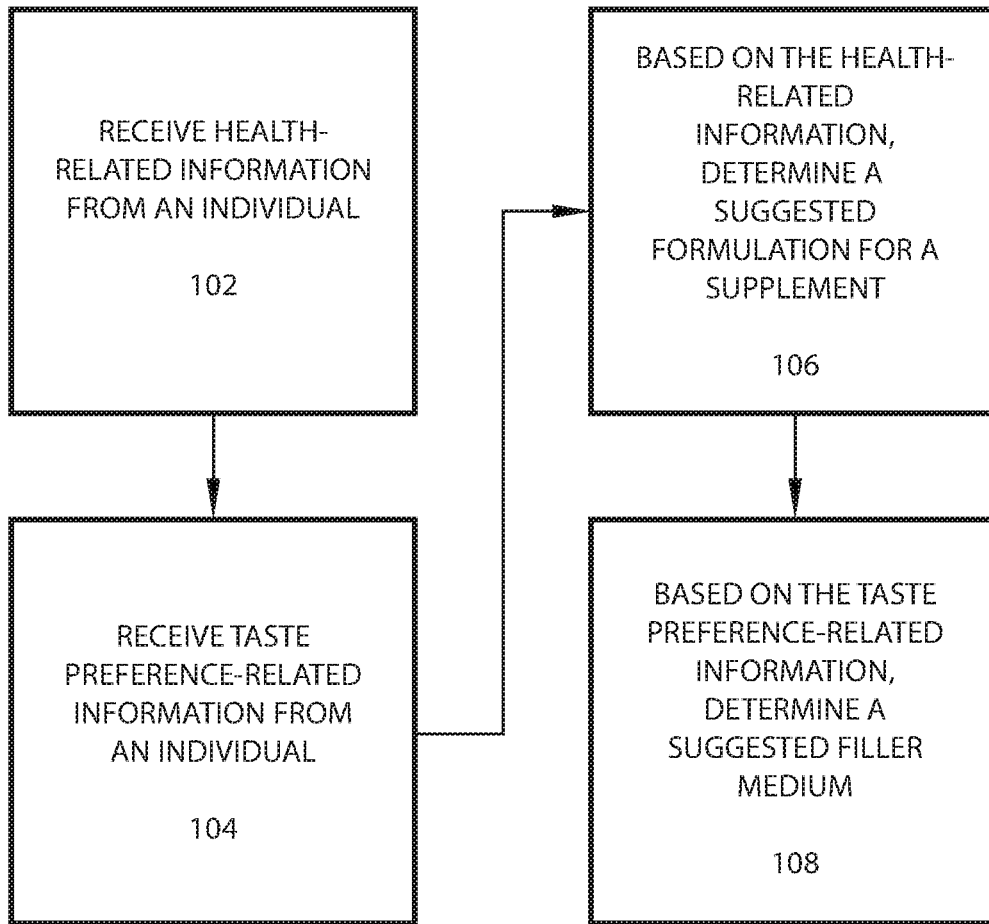 RECEIVE HEALTH-
RELATED INFORMATION
FROM AN INDIVIDUAL
102
RECEIVE TASTE
PREFERENCE-RELATED
INFORMATION FROM
AN INDIVIDUAL
104
BASED ON THE HEALTH-
RELATED
INFORMATION,
DETERMINE A
SUGGESTED
FORMULATION FOR A
SUPPLEMENT
106
BASED ON THE TASTE
PREFERENCE-RELATED
INFORMATION,
DETERMINE A
SUGGESTED FILLER
MEDIUM
108